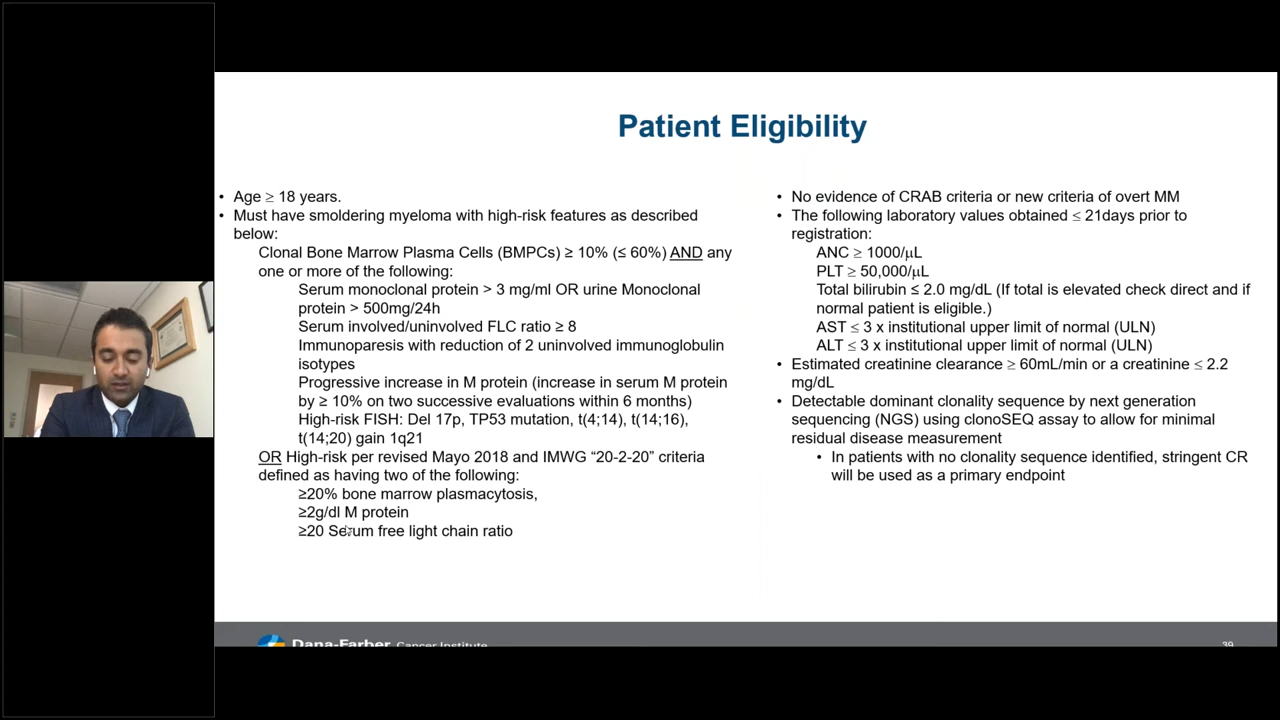 Patient Eligibility
• Age ≥ 18 years.
• Must have smoldering myeloma with high-risk features as described
below:
Clonal Bone Marrow Plasma Cells (BMPCs) ≥ 10% (≤ 60%) AND any
one or more of the following:
Serum monoclonal protein > 3 mg/ml OR urine Monoclonal
protein > 500mg/24h
Serum involved/uninvolved FLC ratio ≥ 8
Immunoparesis with reduction of 2 uninvolved immunoglobulin
isotypes
Progressive increase in M protein (increase in serum M protein
by ≥ 10% on two successive evaluations within 6 months)
High-risk FISH: Del 17p, TP53 mutation, t(4;14), t(14;16),
t(14;20) gain 1q21
OR High-risk per revised Mayo 2018 and IMWG “20-2-20” criteria
defined as having two of the following:
≥20% bone marrow plasmacytosis,
≥2g/dl M protein
≥20 Serum free light chain ratio
• No evidence of CRAB criteria or new criteria of overt MM
• The following laboratory values obtained ≤ 21days prior to
registration:
ANC ≥ 1000/μL
PLT ≥ 50,000/μL
Total bilirubin ≤ 2.0 mg/dL (If total is elevated check direct and if
normal patient is eligible.)
AST ≤ 3 x institutional upper limit of normal (ULN)
ALT ≤ 3 x institutional upper limit of normal (ULN)
• Estimated creatinine clearance ≥ 60mL/min or a creatinine ≤ 2.2
mg/dL
• Detectable dominant clonality sequence by next generation
sequencing (NGS) using clonoSEQ assay to allow for minimal
residual disease measurement
• In patients with no clonality sequence identified, stringent CR
will be used as a primary endpoint
Dana-Farber Cancer Institute
39